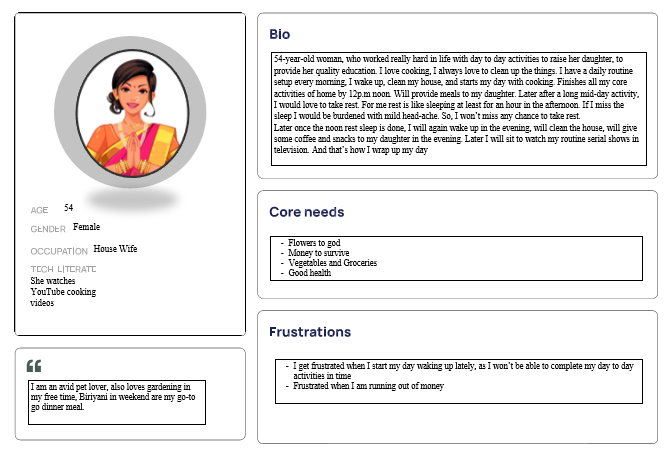 AGE 54
GENDER Female
OCCUPATION House Wife
TECH LITERATE
She watches
YouTube cooking
videos
I am an avid pet lover, also loves gardening in
my free time, Biriyani in weekend are my go-to
go dinner meal.
Bio
54-year-old woman, who worked really hard in life with day to day activities to raise her daughter, to
provide her quality education. I love cooking, I always love to clean up the things. I have a daily routine
setup every morning, I wake up, clean my house, and starts my day with cooking. Finishes all my core
activities of home by 12p.m noon. Will provide meals to my daughter. Later after a long mid-day activity,
I would love to take rest. For me rest is like sleeping at least for an hour in the afternoon. If I miss the
sleep I would be burdened with mild head-ache. So, I won't miss any chance to take rest.
Later once the noon rest sleep is done, I will again wake up in the evening, will clean the house, will give
some coffee and snacks to my daughter in the evening. Later I will sit to watch my routine serial shows in
television. And that's how I wrap up my day
Core needs
- Flowers to god
- Money to survive
- Vegetables and Groceries
- Good health
Frustrations
- I get frustrated when I start my day waking up lately, as I won't be able to complete my day to day
activities in time
- Frustrated when I am running out of money